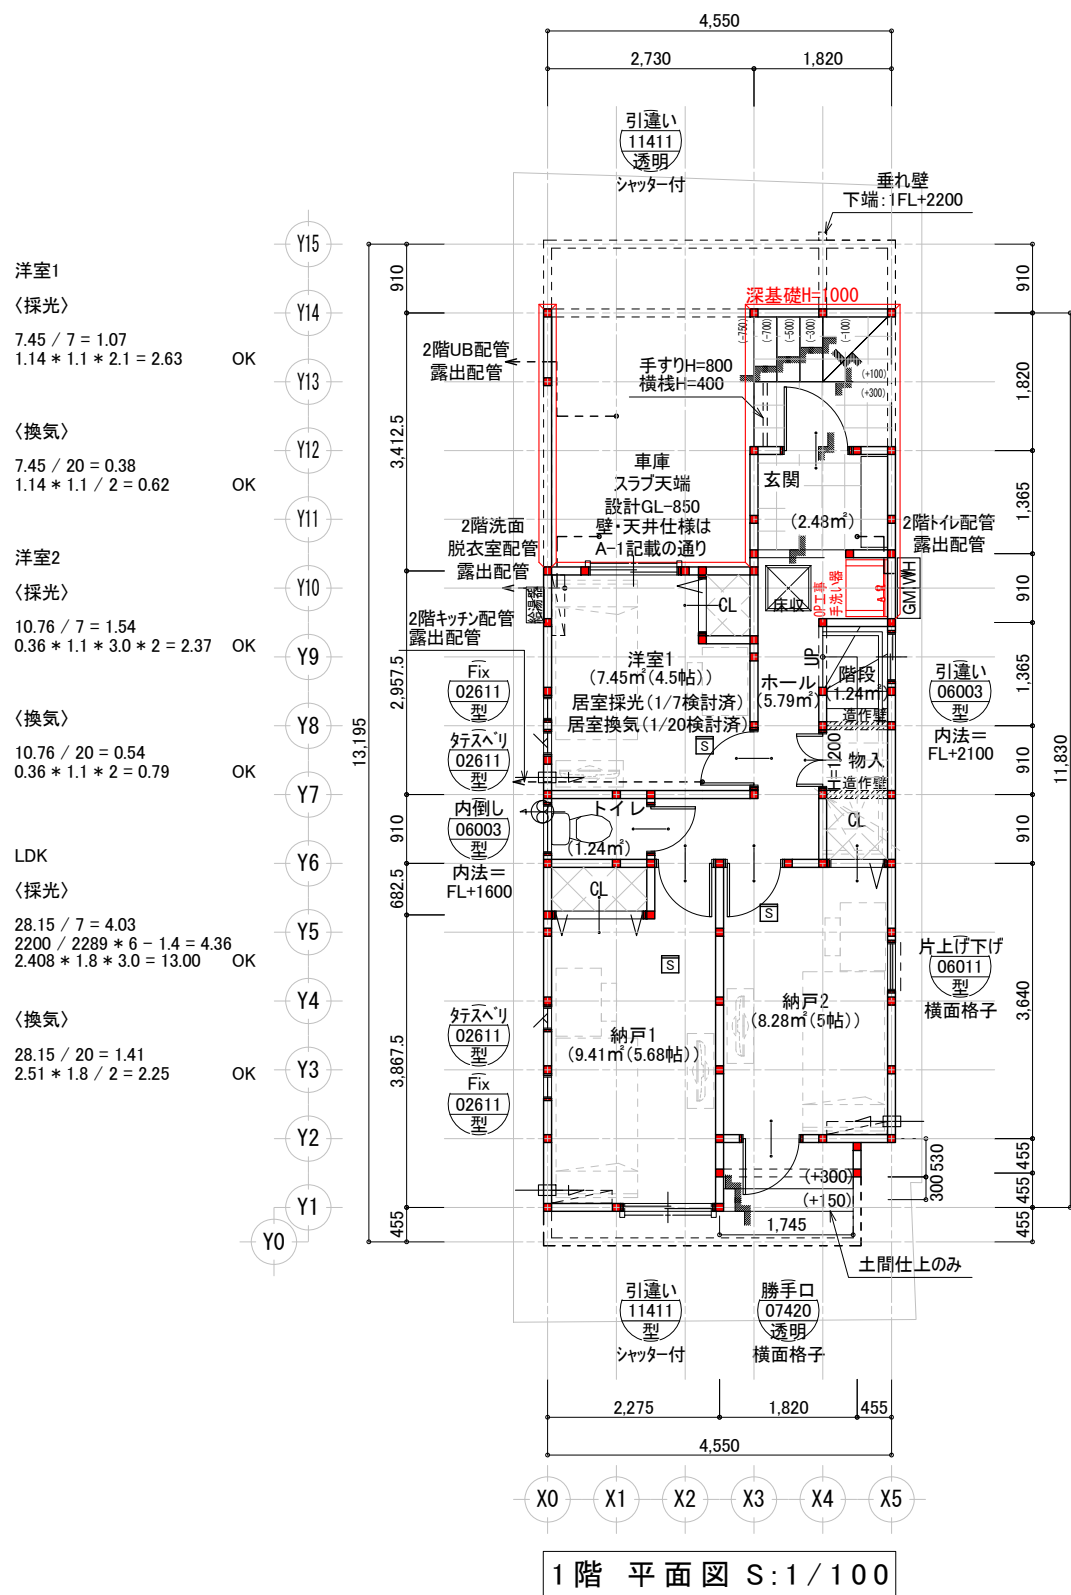 4,550
2,730
1,820
引違い
11411
透明
シャッター付
垂れ壁
下端：1FL+2200
Y15
Y14
Y13
Y12
Y11
Y10
Y9
Y8
Y7
Y6
Y5
Y4
Y3
Y2
Y1
Y0
洋室1
〈採光〉
7.45 / 7 = 1.07
1.14 * 1.1 * 2.1 = 2.63 OK
〈換気〉
7.45 / 20 = 0.38
1.14 * 1.1 / 2 = 0.62 OK
洋室2
〈採光〉
10.76 / 7 = 1.54
0.36 * 1.1 * 3.0 * 2 = 2.37 OK
〈換気〉
10.76 / 20 = 0.54
0.36 * 1.1 * 2 = 0.79 OK
LDK
〈採光〉
28.15 / 7 = 4.03
2200 / 2289 * 6 - 1.4 = 4.36
2.408 * 1.8 * 3.0 = 13.00 OK
〈換気〉
28.15 / 20 = 1.41
2.51 * 1.8 / 2 = 2.25 OK
13,195
910
3,412.5
2,957.5
910
682.5
3,867.5
455
深基礎H=1000
(-750)
(-700)
(-500)
(-300)
(-100)
(+100)
(+300)
2階UB配管
露出配管
手すりH=800
横桟H=400
車庫
スラブ天端
設計GL-850
壁・天井仕様は
A-1記載の通り
玄関
(2.48㎡)
2階洗面
脱衣室配管
露出配管
2階トイレ配管
露出配管
GM
WH
OP工事
手洗い器
床収
CL
給湯器
2階キッチン配管
露出配管
洋室1
(7.45㎡(4.5帖))
居室採光(1/7検討済)
居室換気(1/20検討済)
ホール
(5.79㎡)
UP
階段
(1.24㎡)
造作壁
物入
造作壁
H=1200
CL
S
Fix
02611
型
タテスベリ
02611
型
内倒し
06003
型
内法＝
FL+1600
引違い
06003
型
内法＝
FL+2100
トイレ
(1.24㎡)
CL
S
S
片上げ下げ
06011
型
横面格子
納戸1
(9.41㎡(5.68帖))
納戸2
(8.28㎡(5帖))
タテスベリ
02611
型
Fix
02611
型
(+300)
(+150)
1,745
土間仕上のみ
910
1,820
1,365
910
1,365
910
910
3,640
455
455
455
530
300
11,830
引違い
11411
型
シャッター付
勝手口
07420
透明
横面格子
2,275
1,820
455
4,550
X0
X1
X2
X3
X4
X5
1階 平面図 S:1/100